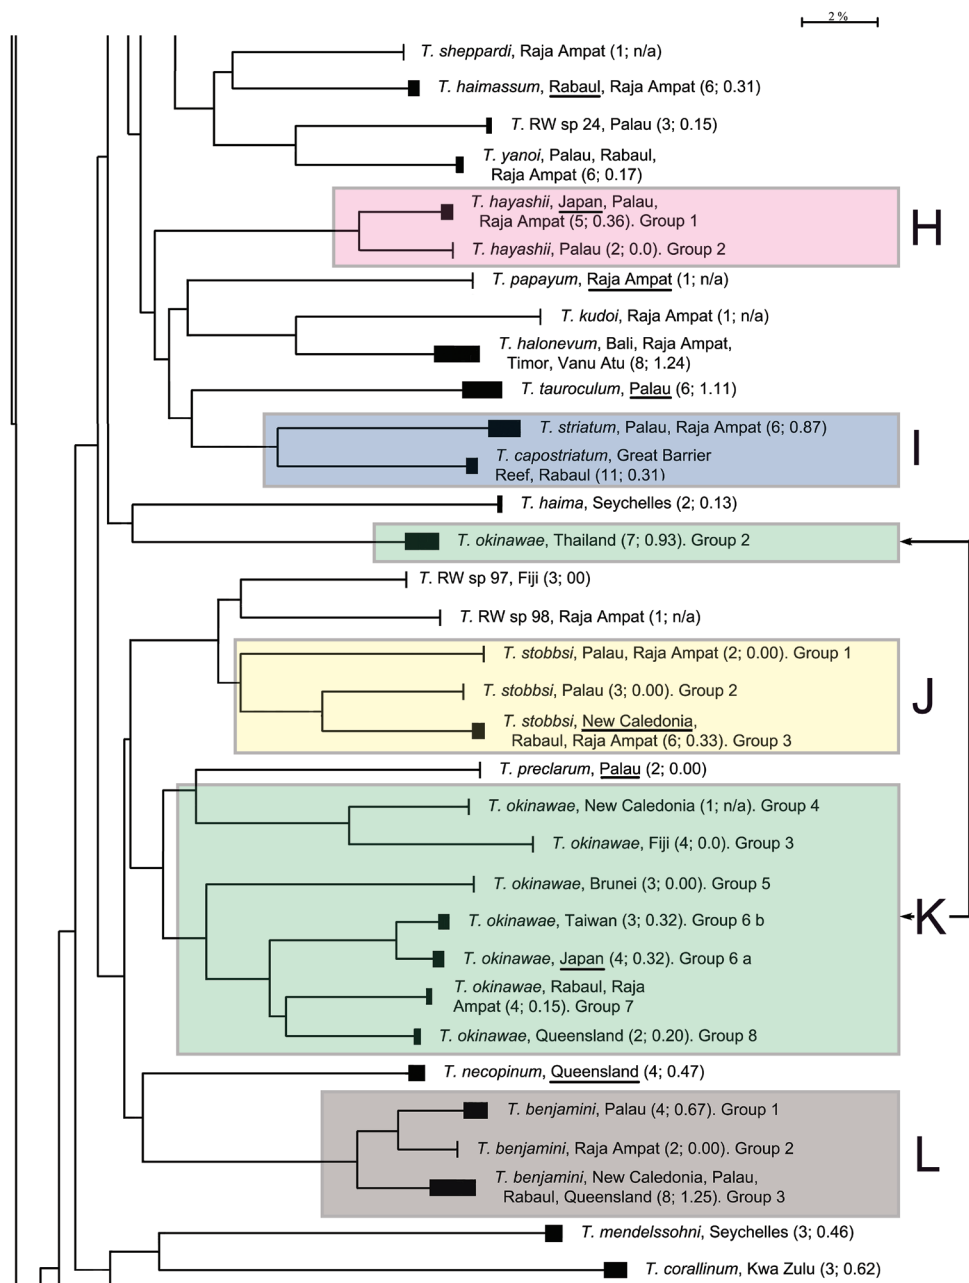 2 %
T. sheppardi, Raja Ampat (1; n/a)
T. haimassum, Rabaul, Raja Ampat (6; 0.31)
T. RW sp 24, Palau (3; 0.15)
T. yanoi, Palau, Rabaul,
Raja Ampat (6; 0.17)
T. hayashii, Japan, Palau,
Raja Ampat (5; 0.36). Group 1
H
T. hayashii, Palau (2; 0.0). Group 2
T. papayum, Raja Ampat (1; n/a)
T. kudoi, Raja Ampat (1; n/a)
T. halonevum, Bali, Raja Ampat,
Timor, Vanu Atu (8; 1.24)
T. tauroculum, Palau (6; 1.11)
T. striatum, Palau, Raja Ampat (6; 0.87)
I
T. capostriatum, Great Barrier
Reef, Rabaul (11; 0.31)
T. haima, Seychelles (2; 0.13)
T. okinawae, Thailand (7; 0.93). Group 2
T. RW sp 97, Fiji (3; 00)
T. RW sp 98, Raja Ampat (1; n/a)
T. stobbsi, Palau, Raja Ampat (2; 0.00). Group 1
T. stobbsi, Palau (3; 0.00). Group 2
J
T. stobbsi, New Caledonia,
Rabaul, Raja Ampat (6; 0.33). Group 3
T. preclarum, Palau (2; 0.00)
T. okinawae, New Caledonia (1; n/a). Group 4
T. okinawae, Fiji (4; 0.0). Group 3
T. okinawae, Brunei (3; 0.00). Group 5
T. okinawae, Taiwan (3; 0.32). Group 6 b
K
T. okinawae, Japan (4; 0.32). Group 6 a
T. okinawae, Rabaul, Raja
Ampat (4; 0.15). Group 7
T. okinawae, Queensland (2; 0.20). Group 8
T. necopinum, Queensland (4; 0.47)
T. benjamini, Palau (4; 0.67). Group 1
T. benjamini, Raja Ampat (2; 0.00). Group 2
L
T. benjamini, New Caledonia, Palau,
Rabaul, Queensland (8; 1.25). Group 3
T. mendelssohni, Seychelles (3; 0.46)
T. corallinum, Kwa Zulu (3; 0.62)